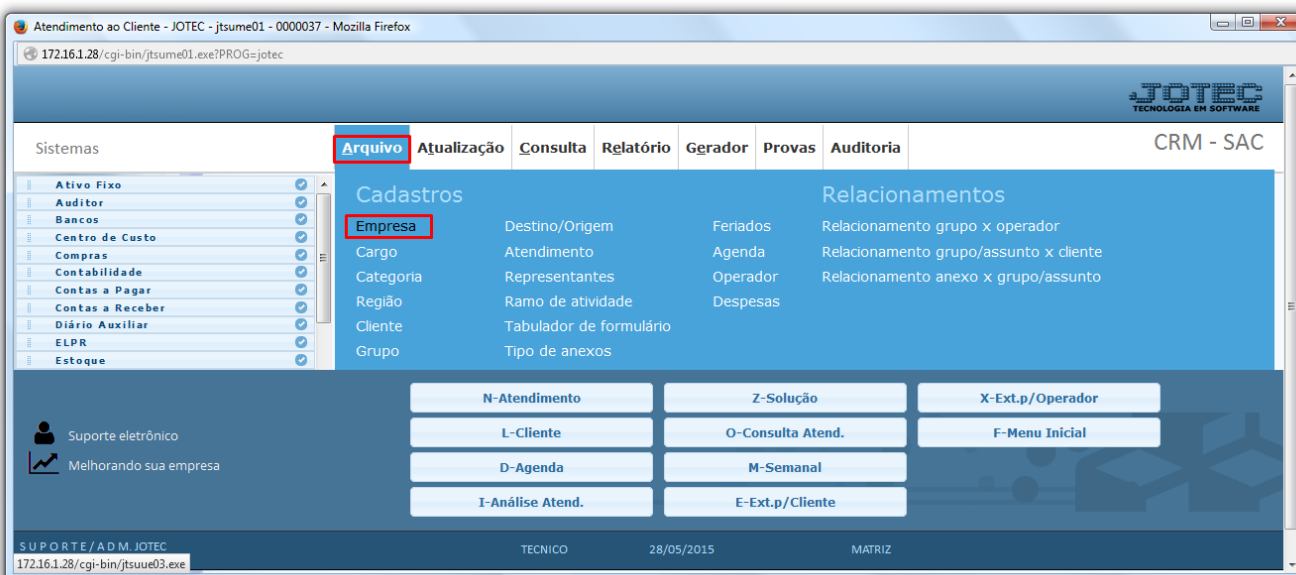 Atendimento ao Cliente - JOTEC - jtsume01 - 0000037 - Mozilla Firefox
172.16.1.28/cgi-bin/jtsume01.exe?PROG=jotec
JOTEC
TECNOLOGIA EM SOFTWARE
Sistemas
Arquivo Atualização Consulta Relatório Gerador Provas Auditoria
CRM - SAC
Ativo Fixo
Auditor
Bancos
Centro de Custo
Compras
Contabilidade
Contas a Pagar
Contas a Receber
Diário Auxiliar
ELPR
Estoque
Cadastros Relacionamentos
Empresa Destino/Origem Feriados Relacionamento grupo x operador
Cargo Atendimento Agenda Relacionamento grupo/assunto x cliente
Categoria Representantes Operador Relacionamento anexo x grupo/assunto
Região Ramo de atividade Despesas
Cliente Tabulador de formulário
Grupo Tipo de anexos
N-Atendimento Z-Solução X-Ext.p/Operador
L-Cliente O-Consulta Atend. F-Menu Inicial
D-Agenda M-Semanal
I-Análise Atend. E-Ext.p/Cliente
Suporte eletrônico
Melhorando sua empresa
SUPORTE/ADM. JOTEC TECNICO 28/05/2015 MATRIZ
172.16.1.28/cgi-bin/jtsuue03.exe